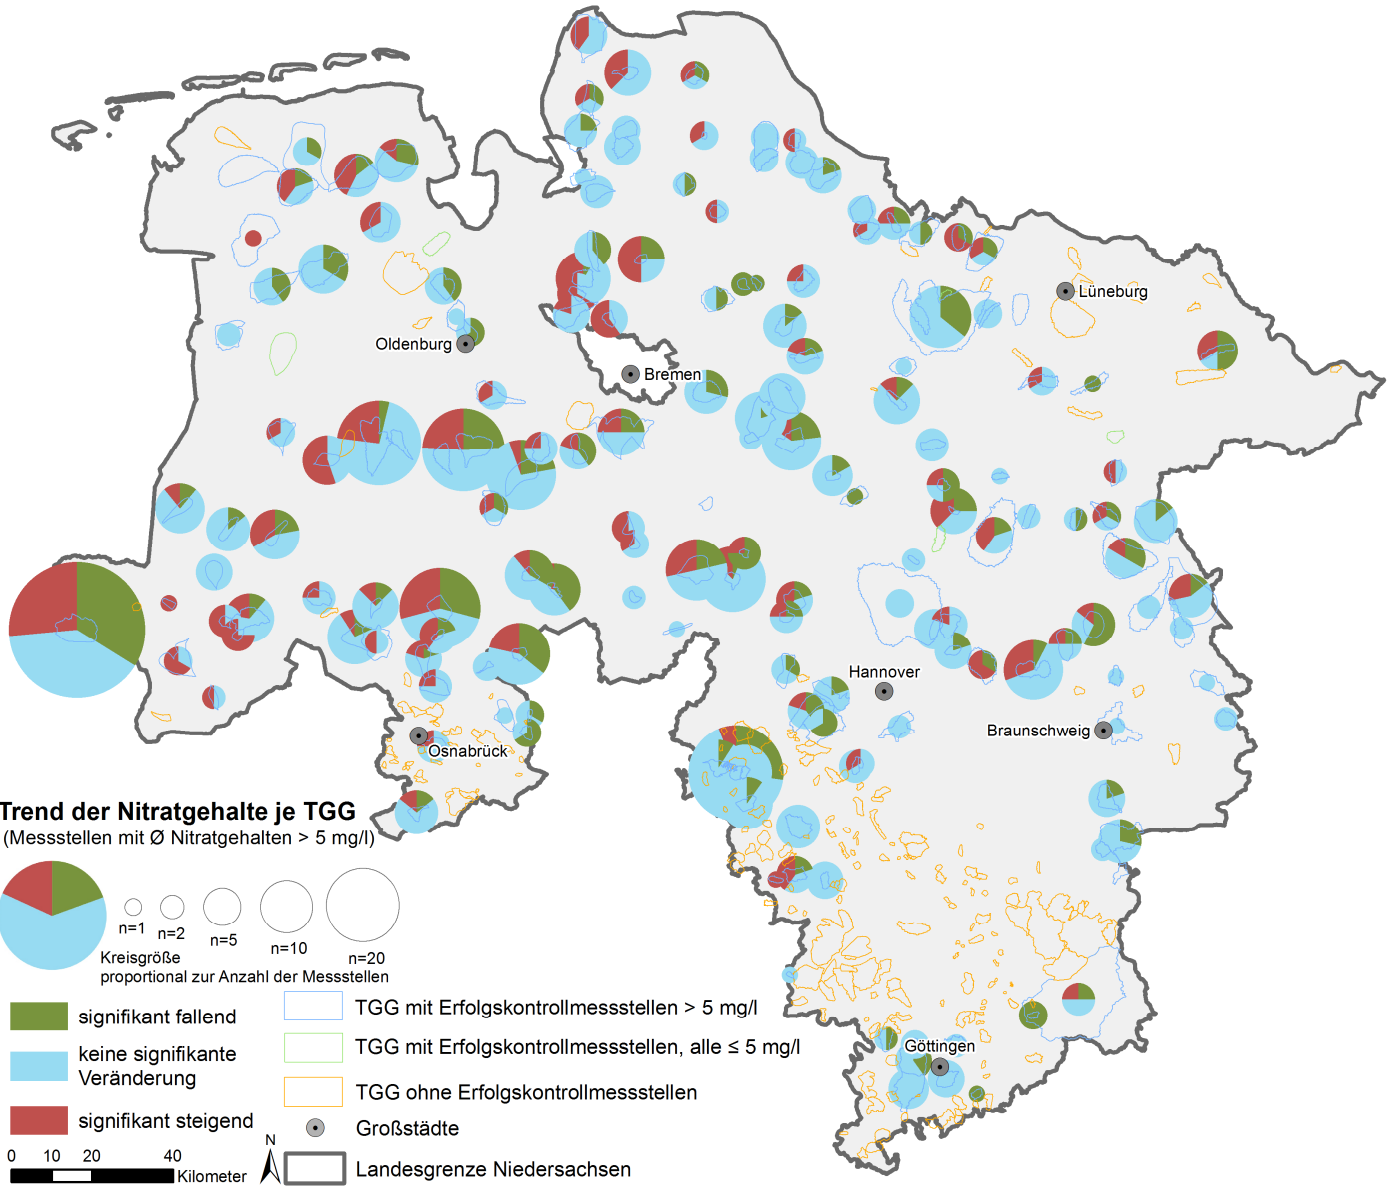 Lüneburg
Oldenburg
Bremen
Hannover
Braunschweig
Osnabrück
Göttingen
Trend der Nitratgehalte je TGG
(Messstellen mit Ø Nitratgehalten > 5 mg/l)
n=1
n=2
n=5
n=10
n=20
Kreisgröße
proportional zur Anzahl der Messstellen
signifikant fallend
keine signifikante
Veränderung
signifikant steigend
TGG mit Erfolgskontrollmessstellen > 5 mg/l
TGG mit Erfolgskontrollmessstellen, alle ≤ 5 mg/l
TGG ohne Erfolgskontrollmessstellen
Großstädte
Landesgrenze Niedersachsen
N
0 10 20 40
Kilometer